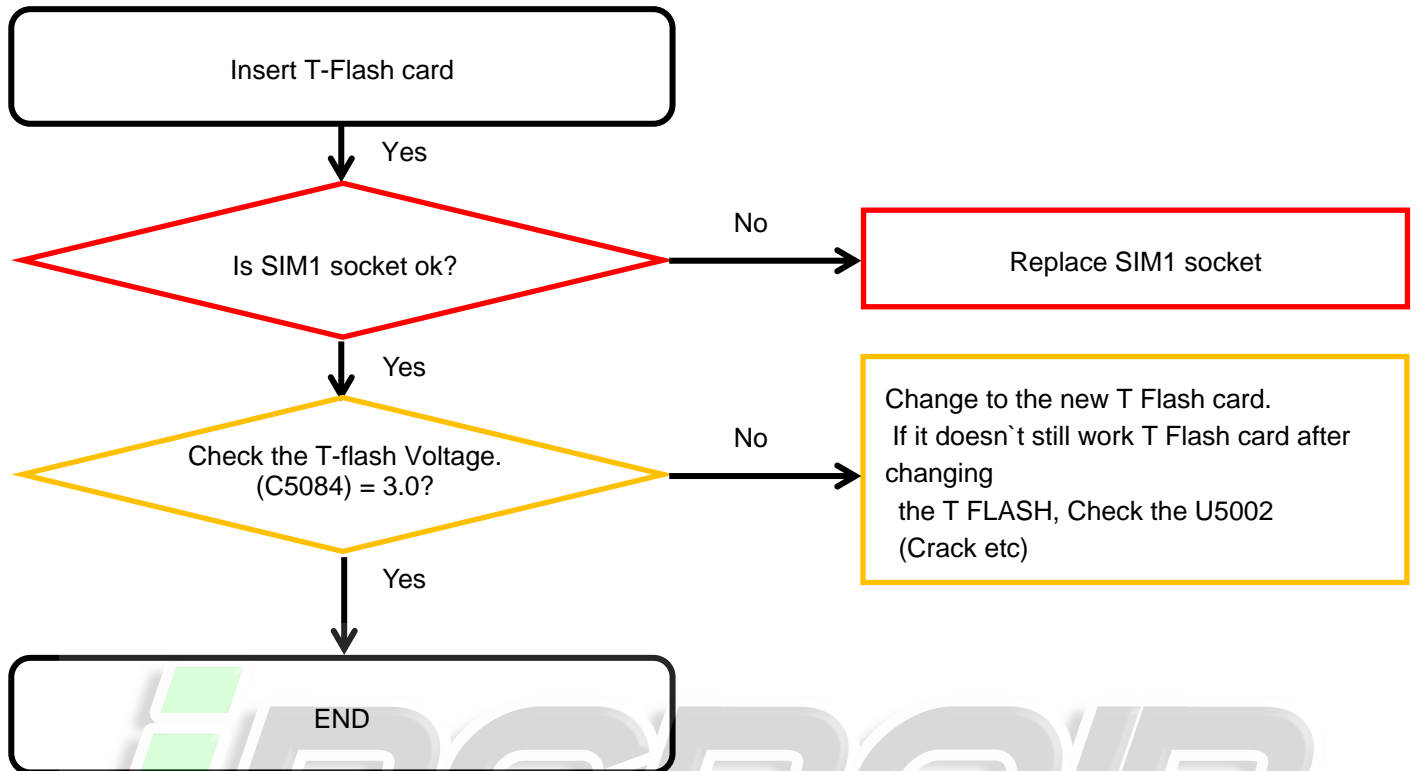 Insert T-Flash card
Yes
Is SIM1 socket ok?
No
Replace SIM1 socket
Yes
Check the T-flash Voltage.
(C5084) = 3.0?
No
Change to the new T Flash card.
If it doesn`t still work T Flash card after
changing
the T FLASH, Check the U5002
(Crack etc)
Yes
END